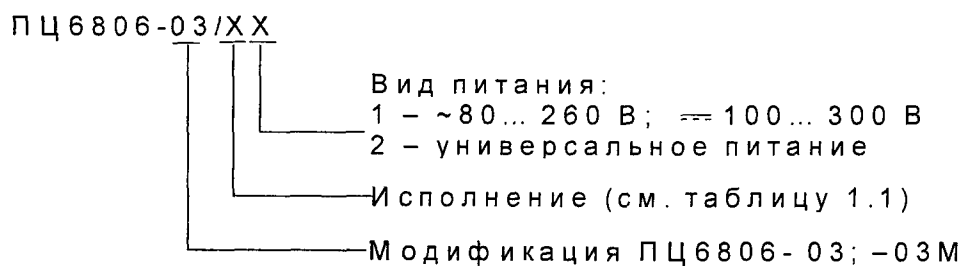 ПЦ6806-03/ХХ
Вид питания:
1 – ~80... 260 В; ⎓100... 300 В
2 – универсальное питание
Исполнение (см. таблицу 1.1)
Модификация ПЦ6806-03; –03М